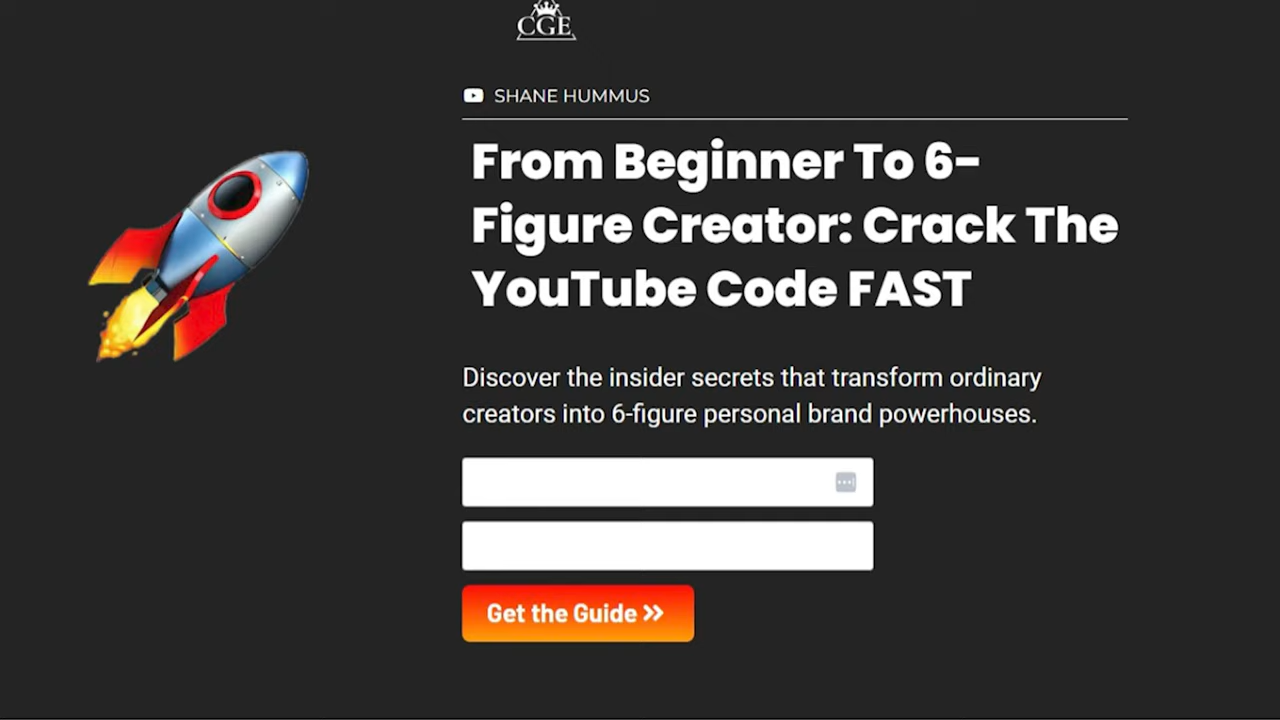 CGE
SHANE HUMMUS
From Beginner To 6-
Figure Creator: Crack The
YouTube Code FAST
Discover the insider secrets that transform ordinary
creators into 6-figure personal brand powerhouses.
Get the Guide >>